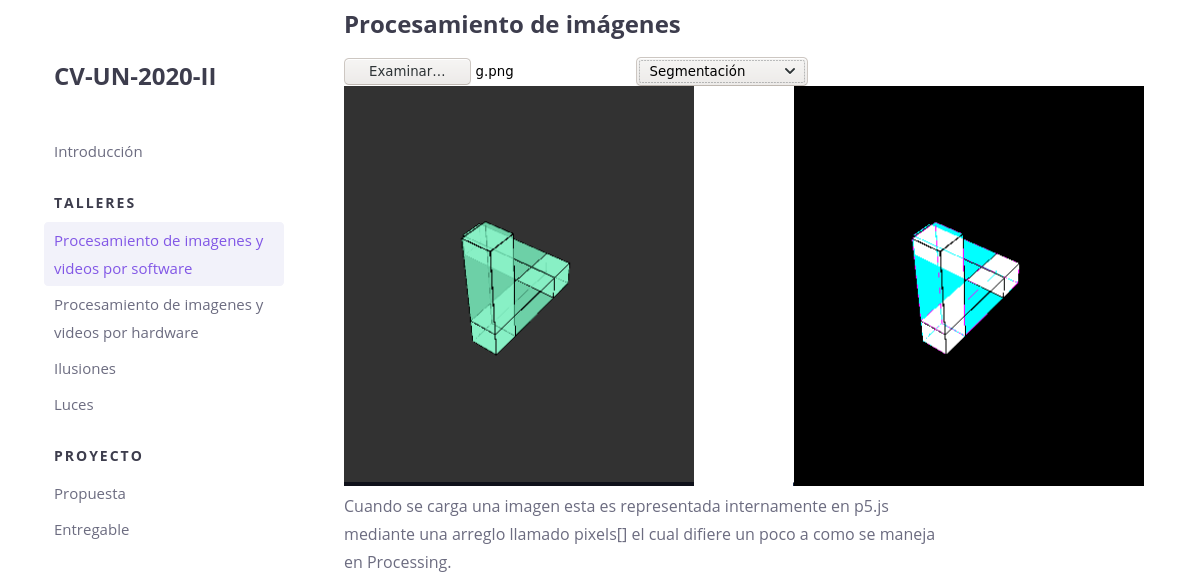 Procesamiento de imágenes
CV-UN-2020-II
Examinar...
g.png
Segmentación
Introducción
TALLERES
Procesamiento de imagenes y
videos por software
Procesamiento de imagenes y
videos por hardware
Ilusiones
Luces
PROYECTO
Propuesta
Entregable
Cuando se carga una imagen esta es representada internamente en p5.js
mediante una arreglo llamado pixels[] el cual difiere un poco a como se maneja
en Processing.